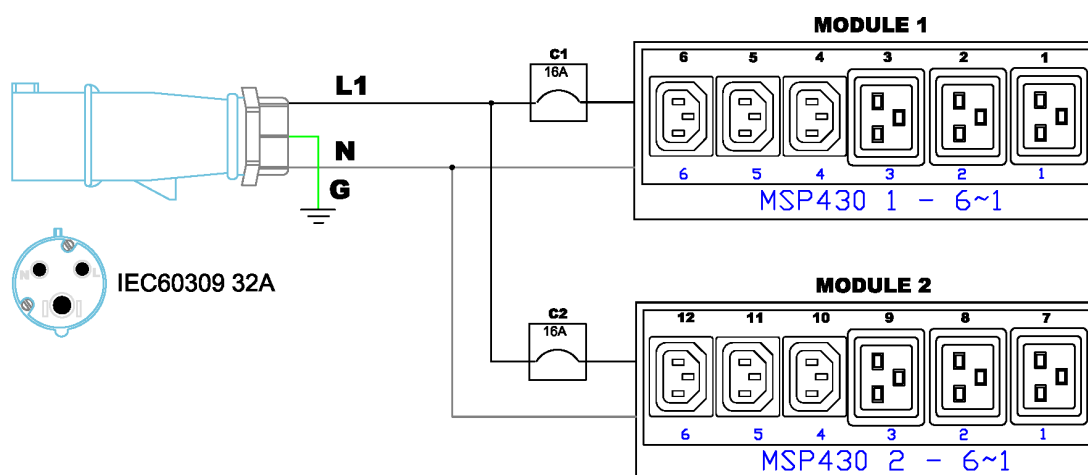 MODULE 1
C1
16A
6 5 4 3 2 1
L1
N
G
6 5 4 3 2 1
MSP430 1 - 6~1
N L
IEC60309 32A
MODULE 2
C2
16A
12 11 10 9 8 7
6 5 4 3 2 1
MSP430 2 - 6~1